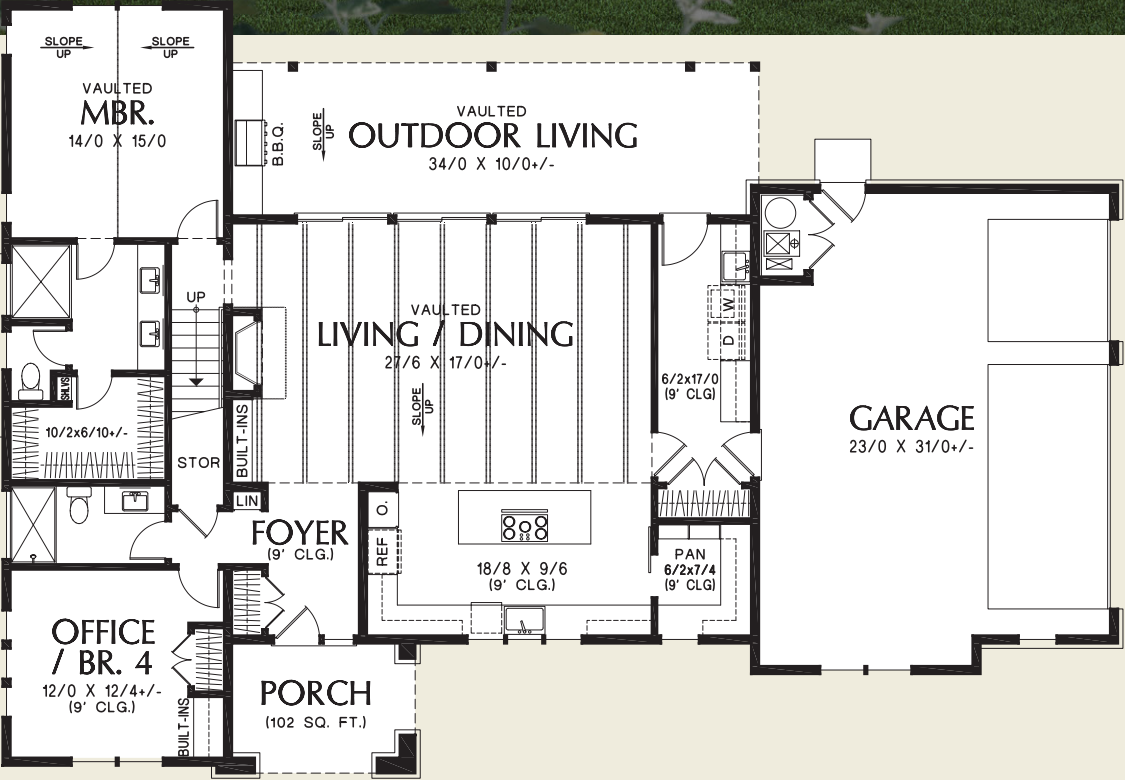 SLOPE
UP
SLOPE
UP
VAULTED
MBR.
14/0 X 15/0
B.B.Q.
SLOPE
UP
VAULTED
OUTDOOR LIVING
34/0 X 10/0+/-
UP
VAULTED
LIVING / DINING
27/6 X 17/0+/-
SLOPE
UP
W
D
6/2x17/0
(9' CLG)
GARAGE
23/0 X 31/0+/-
SHLVS
10/2x6/10+/-
STOR
BUILT-INS
LIN
FOYER
(9' CLG.)
O.
REF
18/8 X 9/6
(9' CLG.)
PAN
6/2x7/4
(9' CLG)
OFFICE
/ BR. 4
12/0 X 12/4+/-
(9' CLG.)
BUILT-INS
PORCH
(102 SQ. FT.)